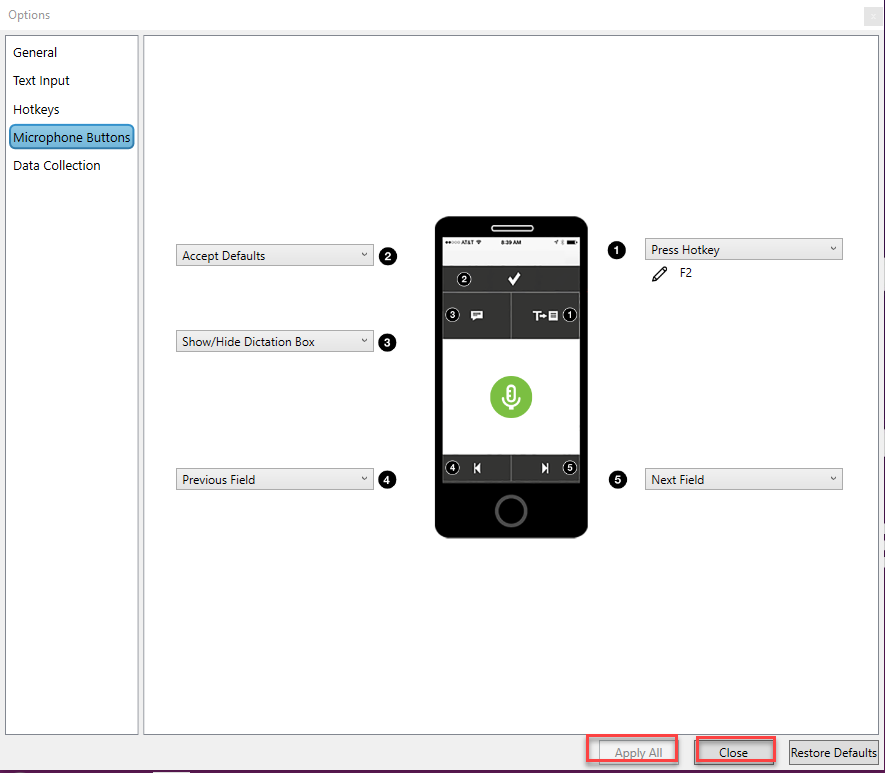 Options
General
Text Input
Hotkeys
Microphone Buttons
Data Collection
Accept Defaults 2
1 Press Hotkey
F2
Show/Hide Dictation Box 3
Previous Field 4
5 Next Field
AT&T 8:39 AM
2
3 T 1
4 5
Apply All Close Restore Defaults